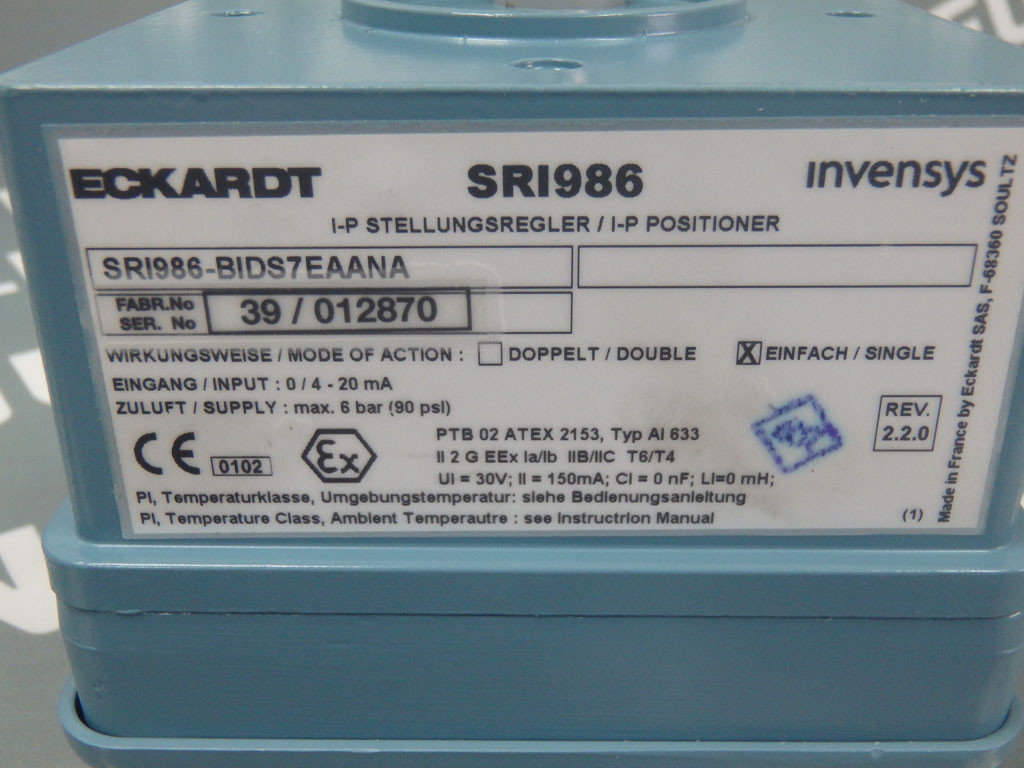 ECKARDT
SRI986
invensys
I-P STELLUNGSREGLER / I-P POSITIONER
SRI986-BIDS7EAANA
FABR.No
SER. No
39 / 012870
WIRKUNGSWEISE / MODE OF ACTION : DOPPELT / DOUBLE X EINFACH / SINGLE
EINGANG / INPUT : 0 / 4 - 20 mA
ZULUFT / SUPPLY : max. 6 bar (90 psi)
CE 0102
Ex
PTB 02 ATEX 2153, Typ AI 633
II 2 G EEx ia/ib IIB/IIC T6/T4
Ui = 30V; Ii = 150mA; Ci = 0 nF; Li=0 mH;
REV.
2.2.0
Pi, Temperaturklasse, Umgebungstemperatur: siehe Bedienungsanleitung
Pi, Temperature Class, Ambient Temperautre : see Instructrion Manual
(1)
Made in France by Eckardt SAS, F-68360 SOULTZ